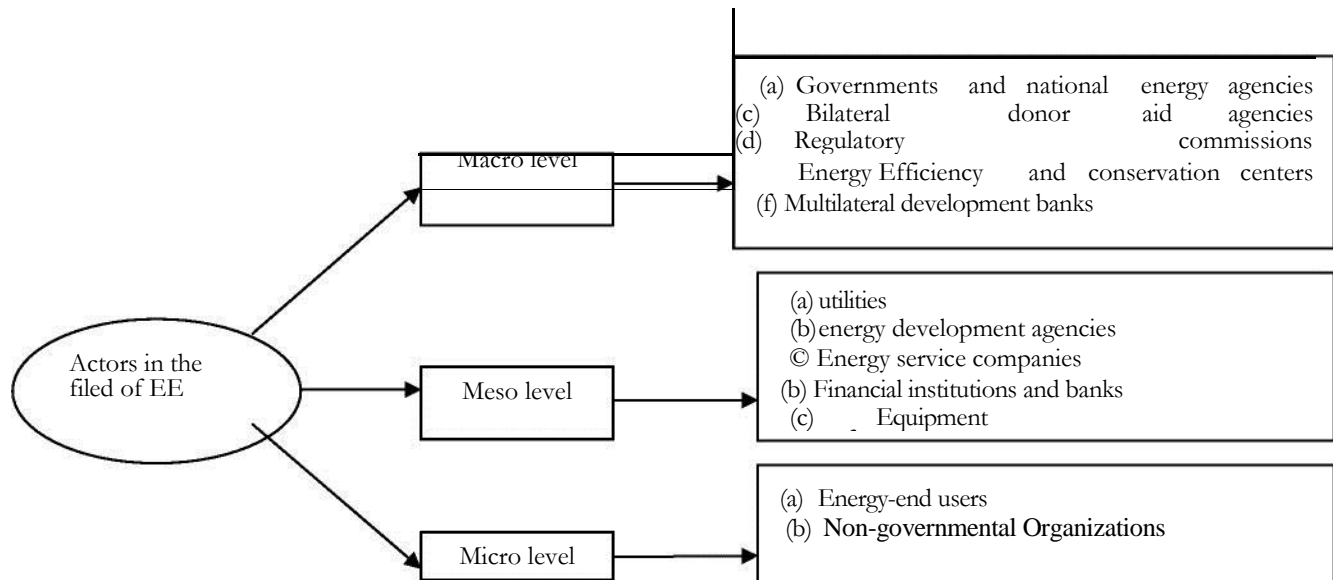 (a) Governments and national energy agencies
(c) Bilateral donor aid agencies
(d) Regulatory commissions
Energy Efficiency and conservation centers
(f) Multilateral development banks
Macro level
(a) utilities
(b) energy development agencies
© Energy service companies
(b) Financial institutions and banks
(c) Equipment
Actors in the
filed of EE
Meso level
(a) Energy-end users
(b) Non-governmental Organizations
Micro level